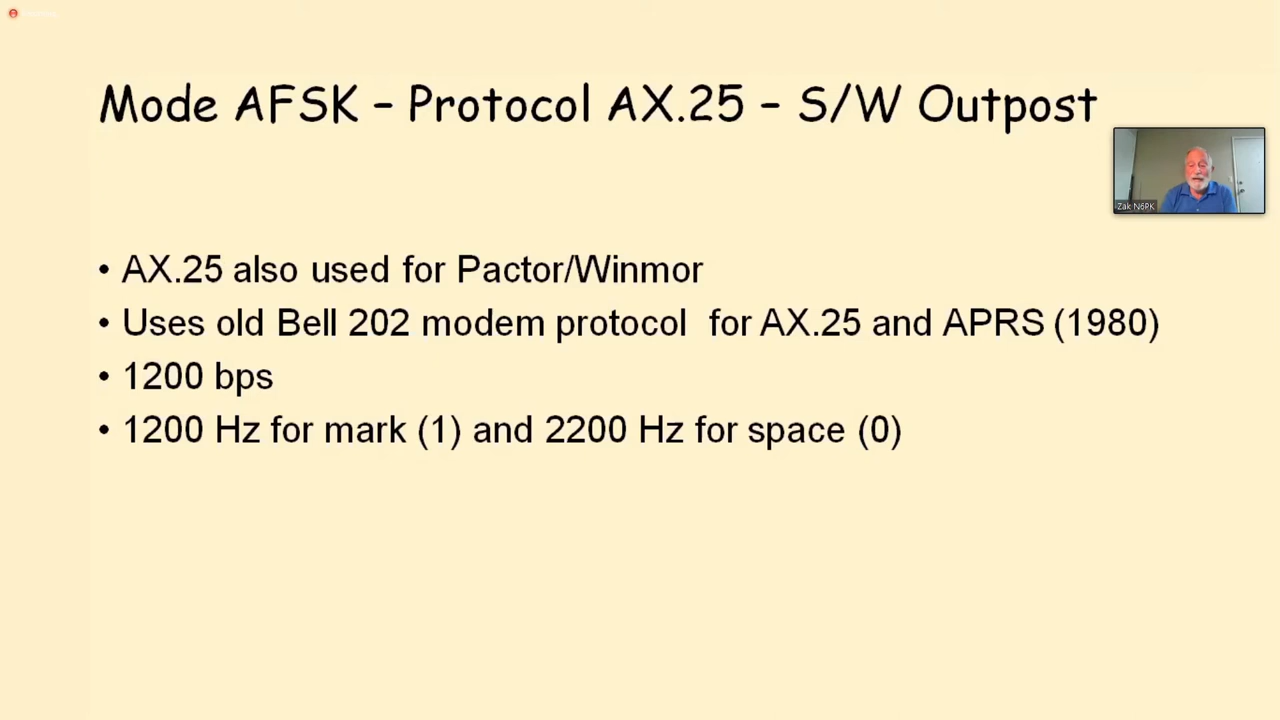 Mode AFSK – Protocol AX.25 – S/W Outpost
Zak N6PK
• AX.25 also used for Pactor/Winmor
• Uses old Bell 202 modem protocol for AX.25 and APRS (1980)
• 1200 bps
• 1200 Hz for mark (1) and 2200 Hz for space (0)